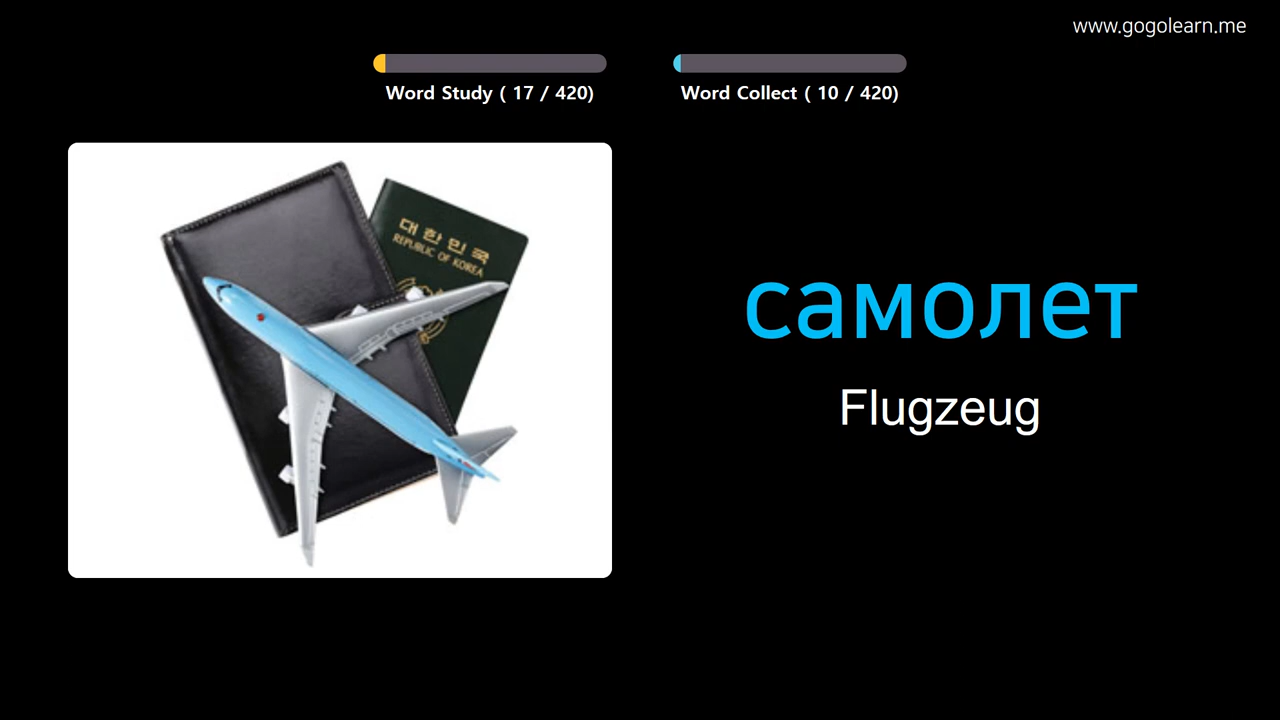 www.gogolearn.me
Word Study ( 17 / 420)
Word Collect ( 10 / 420)
대한민국
REPUBLIC OF KOREA
самолет
Flugzeug